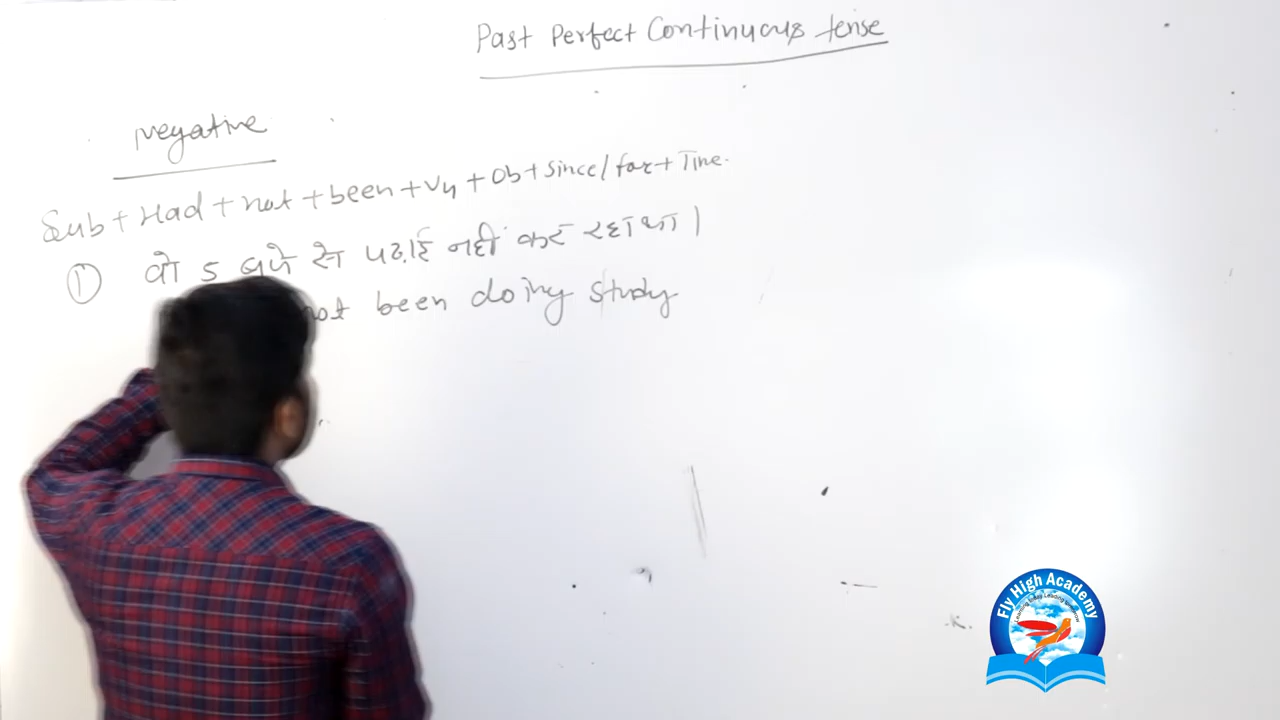 Past Perfect Continuous tense
Negative
Sub + Had + not + been + V4 + Ob + Since / for + Time.
① वो 5 बजे से पढ़ाई नहीं कर रहा था।
not been doing study
Fly High Academy